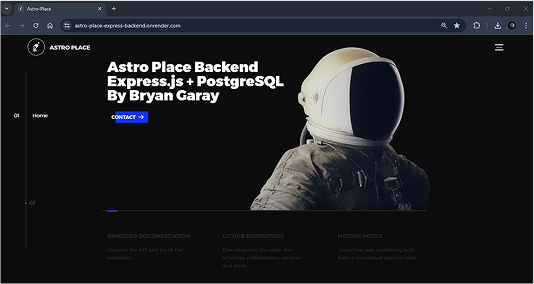 Astro-Place
astro-place-express-backend.onrender.com
ASTRO PLACE
Astro Place Backend
Express.js + PostgreSQL
By Bryan Garay
CONTACT →
01
Home
02
SWAGGER DOCUMENTATION
GITHUB REPOSITORY
NOTION NOTES
Discover the API and try all the
endpoints.
Dive deep into the code: the
schemas, middlewares, services
and more.
Learn how was everything built
from a conceptual point of view.